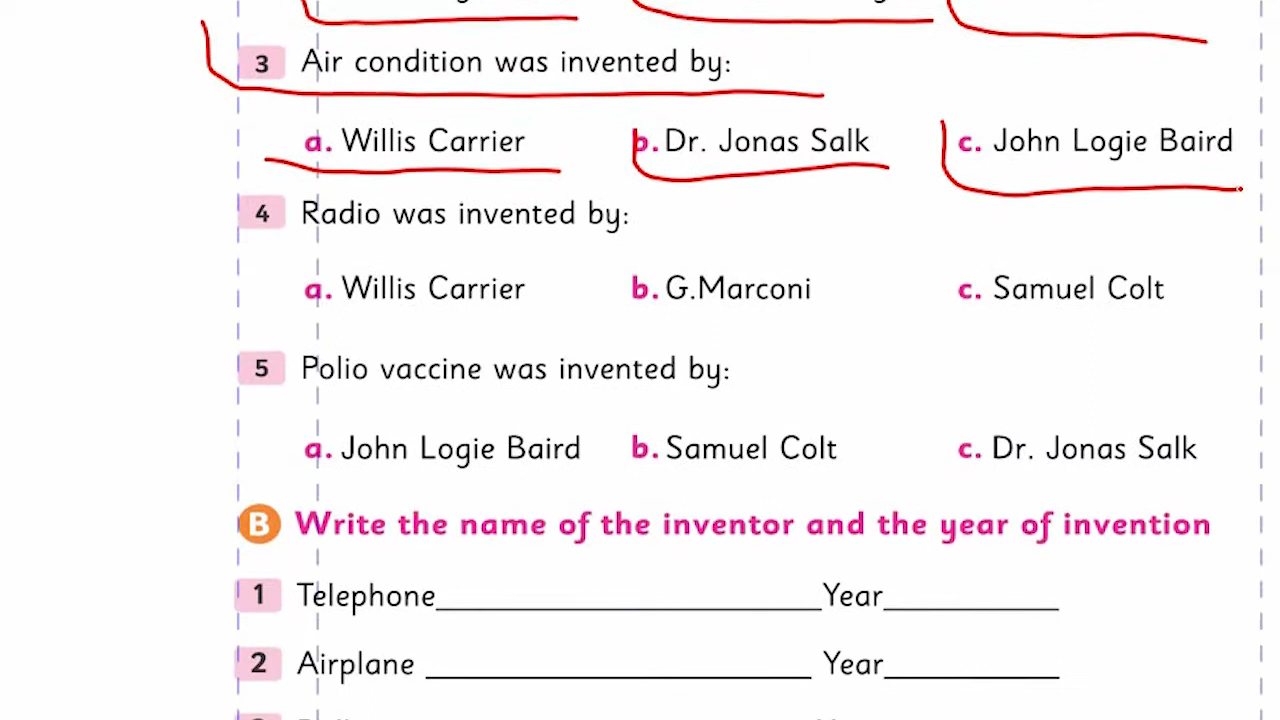 3 Air condition was invented by:
a. Willis Carrier b. Dr. Jonas Salk c. John Logie Baird
4 Radio was invented by:
a. Willis Carrier b. G.Marconi c. Samuel Colt
5 Polio vaccine was invented by:
a. John Logie Baird b. Samuel Colt c. Dr. Jonas Salk
B Write the name of the inventor and the year of invention
1 Telephone Year
2 Airplane Year